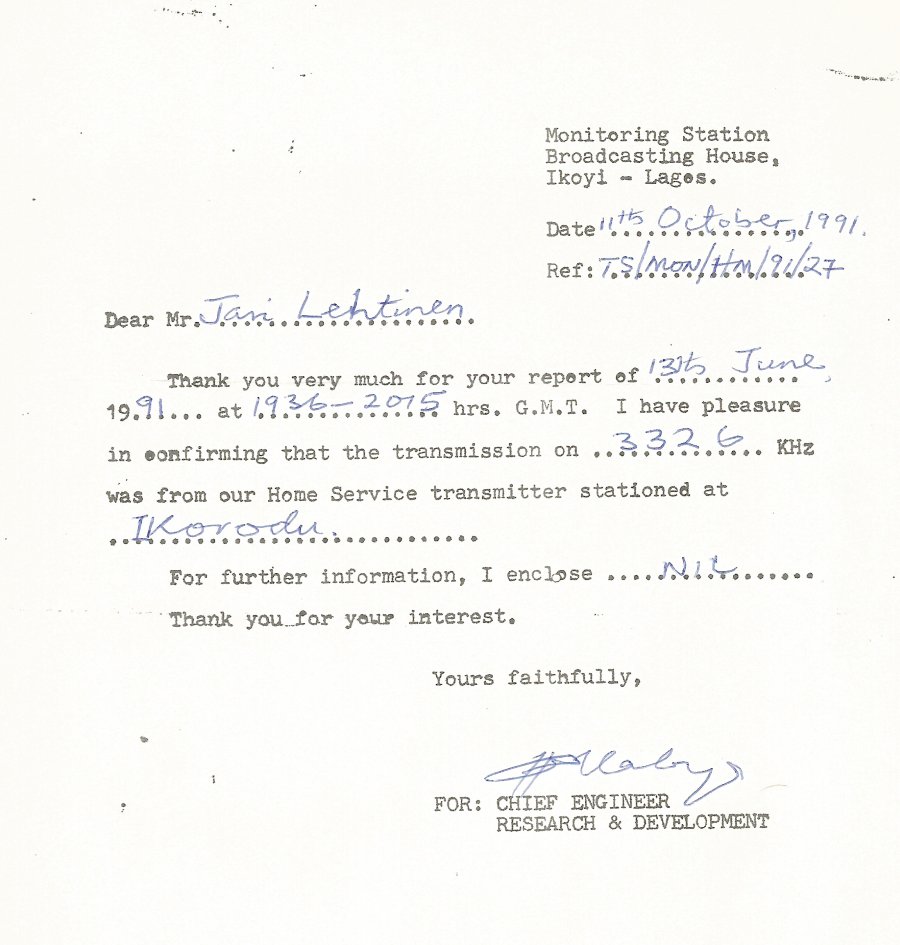 Monitoring Station
Broadcasting House,
Ikoyi - Lagos.
Date 11th October, 1991.
Ref: TS/MON/HM/91/27
Dear Mr. Jari Lehtinen
Thank you very much for your report of 13th June,
1991... at 1936-2015 hrs. G.M.T. I have pleasure
in confirming that the transmission on ..3326.. KHz
was from our Home Service transmitter stationed at
..Ikorodu...
For further information, I enclose ....NIL.....
Thank you for your interest.
Yours faithfully,
FOR: CHIEF ENGINEER
RESEARCH & DEVELOPMENT